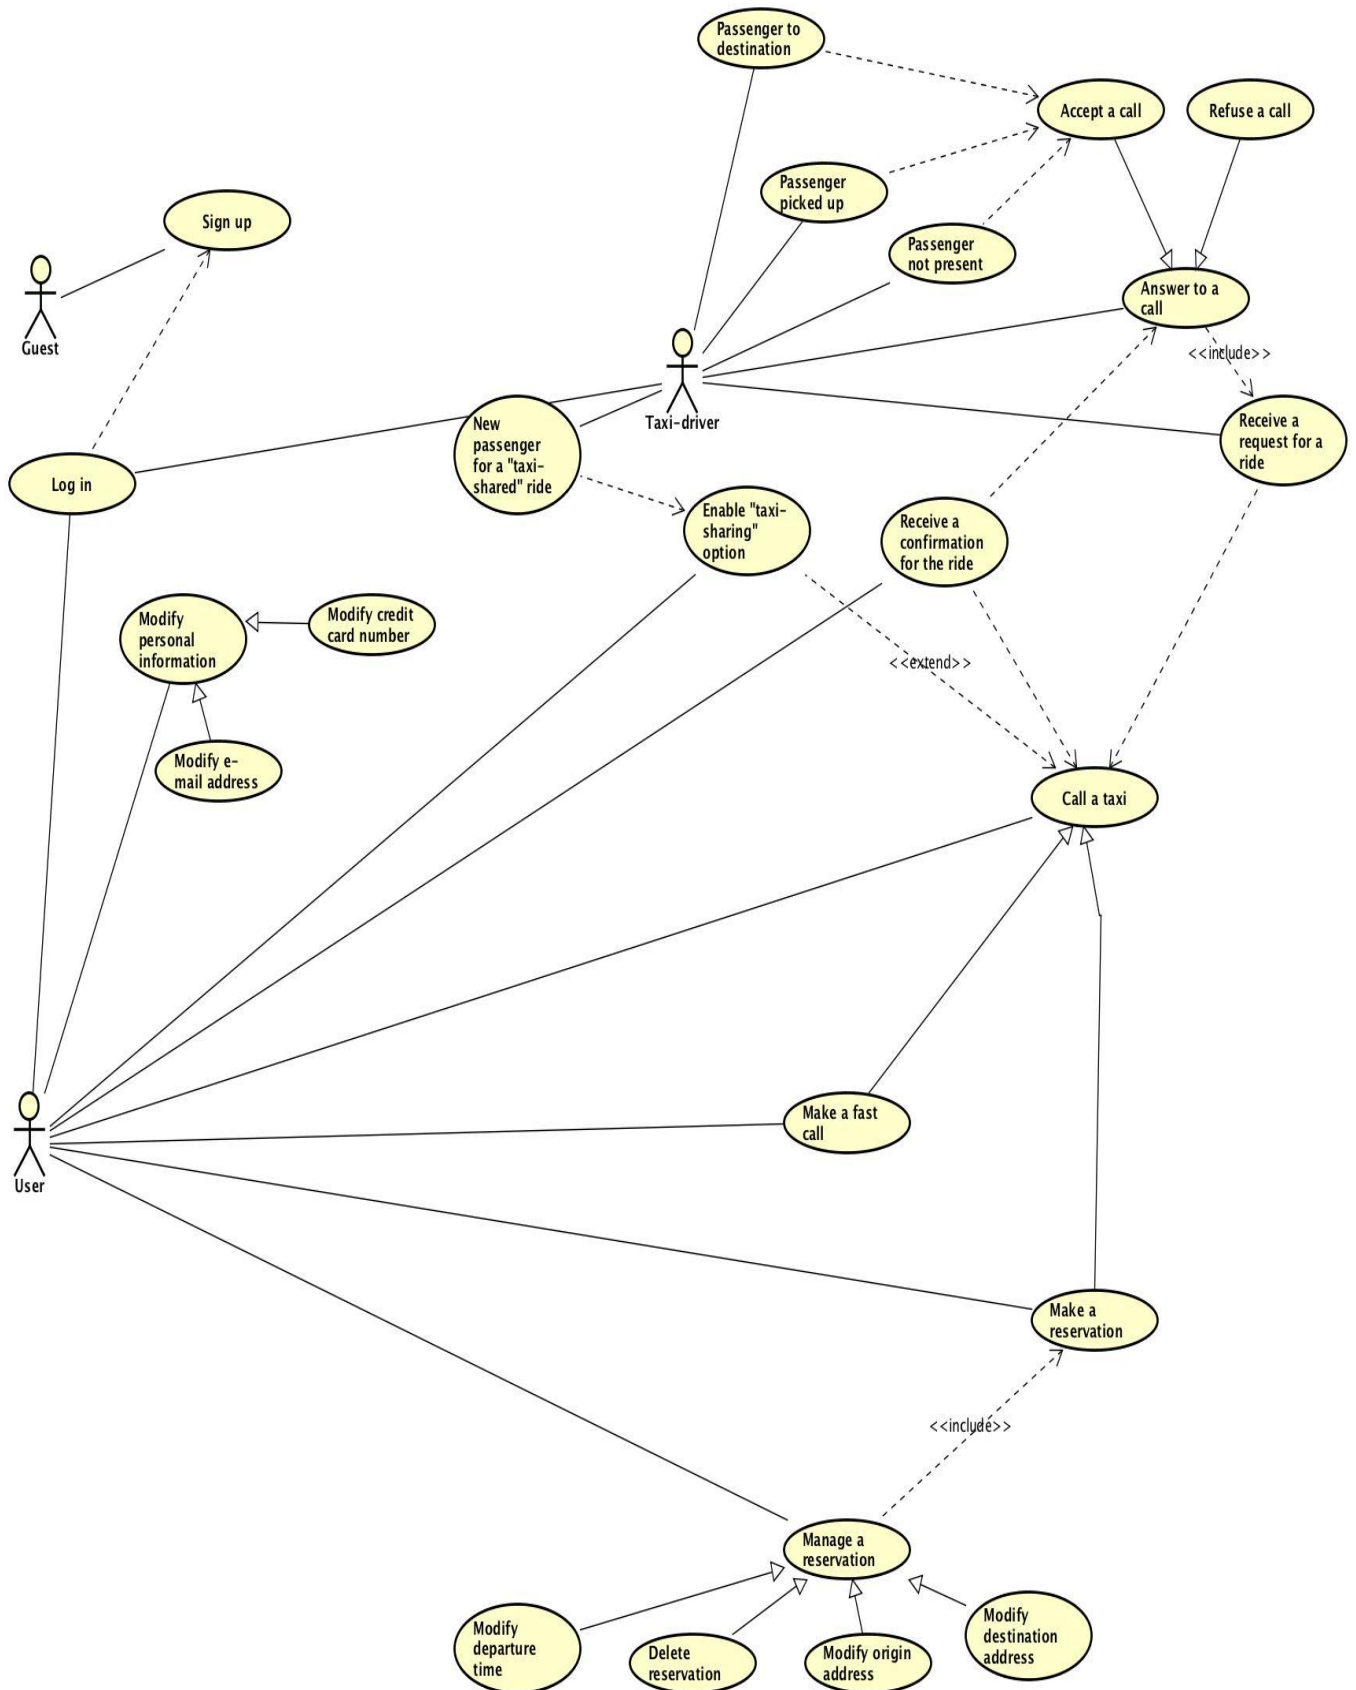 Passenger to
destination
Accept a call
Refuse a call
Passenger
picked up
Sign up
Passenger
not present
Answer to a
call
Guest
<<include>>
Taxi-driver
New
passenger
for a "taxi-
shared" ride
Receive a
request for a
ride
Log in
Enable "taxi-
sharing"
option
Receive a
confirmation
for the ride
Modify
personal
information
Modify credit
card number
<<extend>>
Modify e-
mail address
Call a taxi
Make a fast
call
User
Make a
reservation
<<include>>
Manage a
reservation
Modify
departure
time
Delete
reservation
Modify origin
address
Modify
destination
address